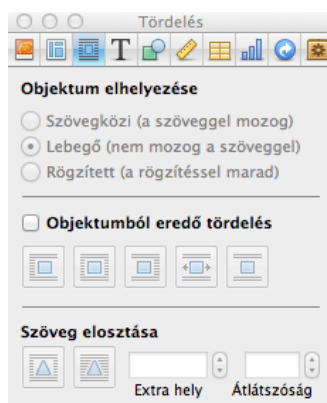 Tördelés
T
Objektum elhelyezése
Szövegközi (a szöveggel mozog)
Lebegő (nem mozog a szöveggel)
Rögzített (a rögzítéssel marad)
Objektumból eredő tördelés
Szöveg elosztása
Extra hely Átlátszóság